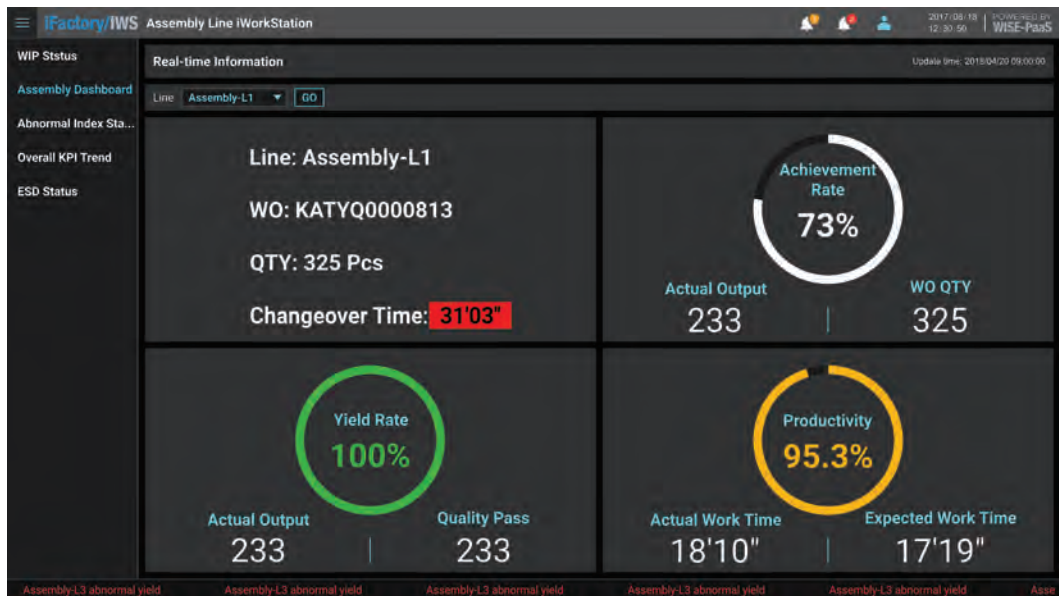 iFactory/IWS Assembly Line iWorkStation
2017/08/18
12:30:50
POWERED BY
WISE-PaaS
WIP Ststus
Assembly Dashboard
Abnormal Index Sta...
Overall KPI Trend
ESD Status
Real-time Information
Update time: 2018/04/20 09:00:00
Line Assembly-L1 GO
Line: Assembly-L1
WO: KATYQ0000813
QTY: 325 Pcs
Changeover Time: 31'03"
Achievement
Rate
73%
Actual Output WO QTY
233 325
Yield Rate
100%
Actual Output Quality Pass
233 233
Productivity
95.3%
Actual Work Time Expected Work Time
18'10" 17'19"
Assembly-L3 abnormal yield Assembly-L3 abnormal yield Assembly-L3 abnormal yield Assembly-L3 abnormal yield Assembly-L3 abnormal yield Asse